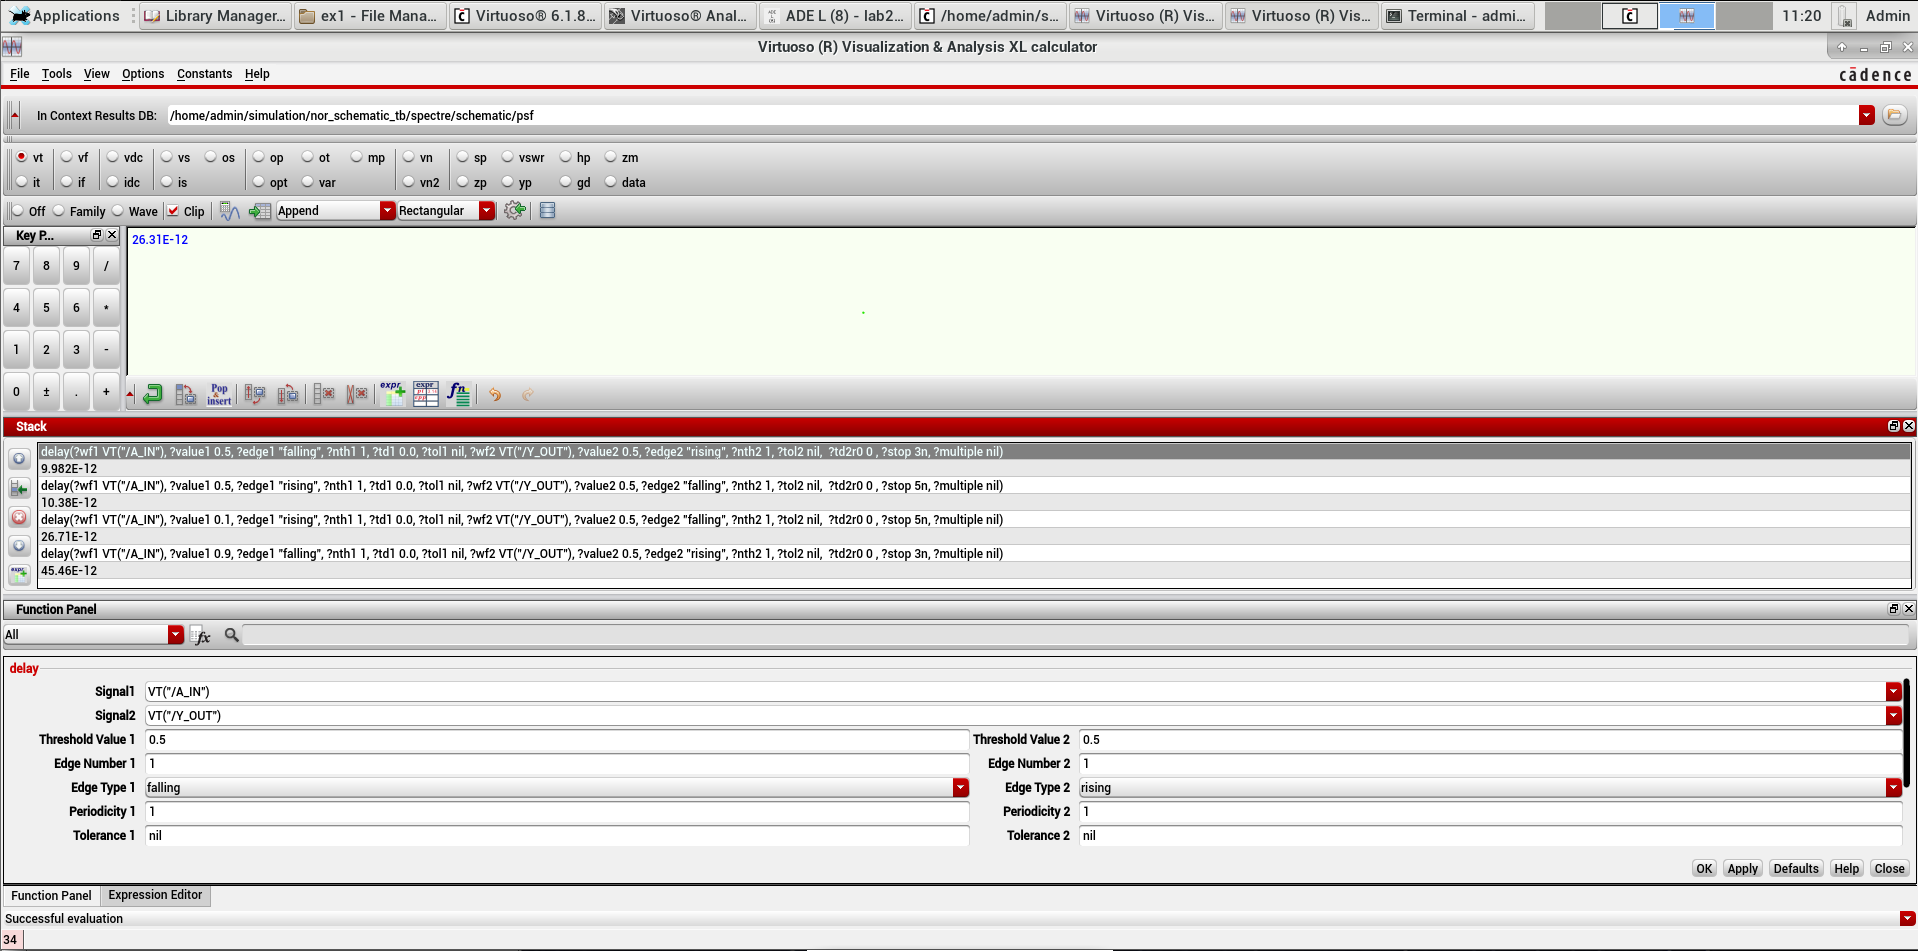 Applications Library Manager... ex1 - File Mana... Virtuoso® 6.1.8... Virtuoso® Anal... ADE L (8) - lab2... /home/admin/s... Virtuoso (R) Vis... Virtuoso (R) Vis... Terminal - admi... 11:20 Admin
Virtuoso (R) Visualization & Analysis XL calculator
File Tools View Options Constants Help
cādence
In Context Results DB: /home/admin/simulation/nor_schematic_tb/spectre/schematic/psf
vt vf vdc vs os op ot mp vn sp vswr hp zm
it if idc is opt var vn2 zp yp gd data
Off Family Wave Clip Append Rectangular
Key P...
26.31E-12
7 8 9 /
4 5 6 *
1 2 3 -
0 ± . +
Pop & insert expr expr fn
Stack
delay(?wf1 VT("/A_IN"), ?value1 0.5, ?edge1 "falling", ?nth1 1, ?td1 0.0, ?tol1 nil, ?wf2 VT("/Y_OUT"), ?value2 0.5, ?edge2 "rising", ?nth2 1, ?tol2 nil,  ?td2r0 0 , ?stop 3n, ?multiple nil)
9.982E-12
delay(?wf1 VT("/A_IN"), ?value1 0.5, ?edge1 "rising", ?nth1 1, ?td1 0.0, ?tol1 nil, ?wf2 VT("/Y_OUT"), ?value2 0.5, ?edge2 "falling", ?nth2 1, ?tol2 nil,  ?td2r0 0 , ?stop 5n, ?multiple nil)
10.38E-12
delay(?wf1 VT("/A_IN"), ?value1 0.1, ?edge1 "rising", ?nth1 1, ?td1 0.0, ?tol1 nil, ?wf2 VT("/Y_OUT"), ?value2 0.5, ?edge2 "falling", ?nth2 1, ?tol2 nil,  ?td2r0 0 , ?stop 5n, ?multiple nil)
26.71E-12
delay(?wf1 VT("/A_IN"), ?value1 0.9, ?edge1 "falling", ?nth1 1, ?td1 0.0, ?tol1 nil, ?wf2 VT("/Y_OUT"), ?value2 0.5, ?edge2 "rising", ?nth2 1, ?tol2 nil,  ?td2r0 0 , ?stop 3n, ?multiple nil)
45.46E-12
expr
Function Panel
All fx
delay
Signal1 VT("/A_IN")
Signal2 VT("/Y_OUT")
Threshold Value 1 0.5 Threshold Value 2 0.5
Edge Number 1 1 Edge Number 2 1
Edge Type 1 falling Edge Type 2 rising
Periodicity 1 1 Periodicity 2 1
Tolerance 1 nil Tolerance 2 nil
OK Apply Defaults Help Close
Function Panel Expression Editor
Successful evaluation
34